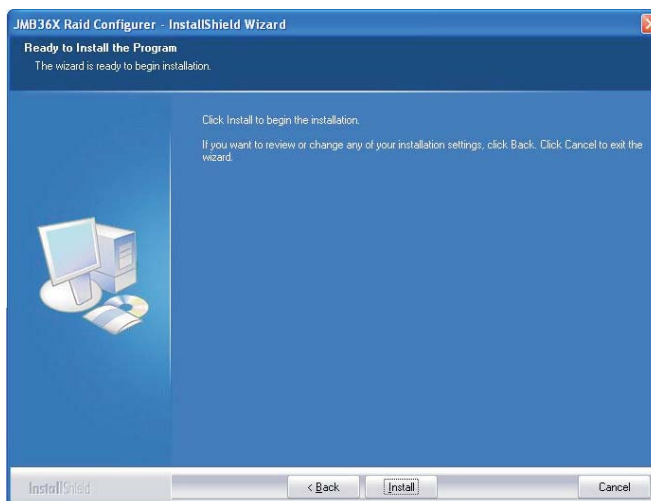 JMB36X Raid Configurer - InstallShield Wizard
Ready to Install the Program
The wizard is ready to begin installation.
Click Install to begin the installation.
If you want to review or change any of your installation settings, click Back. Click Cancel to exit the
wizard.
InstallShield
< Back
Install
Cancel